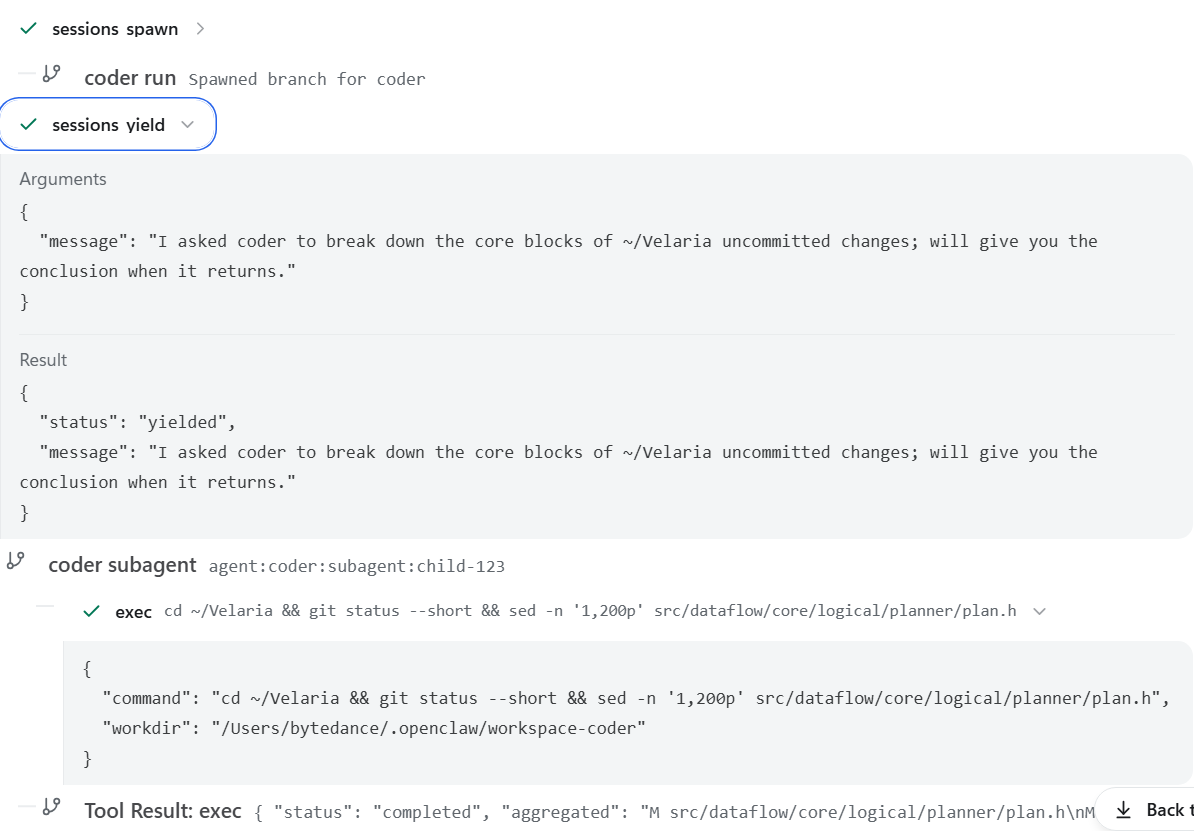 sessions spawn
coder run Spawned branch for coder
sessions yield
Arguments
{
"message": "I asked coder to break down the core blocks of ~/Velaria uncommitted changes; will give you the
conclusion when it returns."
}
Result
{
"status": "yielded",
"message": "I asked coder to break down the core blocks of ~/Velaria uncommitted changes; will give you the
conclusion when it returns."
}
coder subagent agent:coder:subagent:child-123
exec cd ~/Velaria && git status --short && sed -n '1,200p' src/dataflow/core/logical/planner/plan.h
{
"command": "cd ~/Velaria && git status --short && sed -n '1,200p' src/dataflow/core/logical/planner/plan.h",
"workdir": "/Users/bytedance/.openclaw/workspace-coder"
}
Tool Result: exec { "status": "completed", "aggregated": "M src/dataflow/core/logical/planner/plan.h\nM
Back t